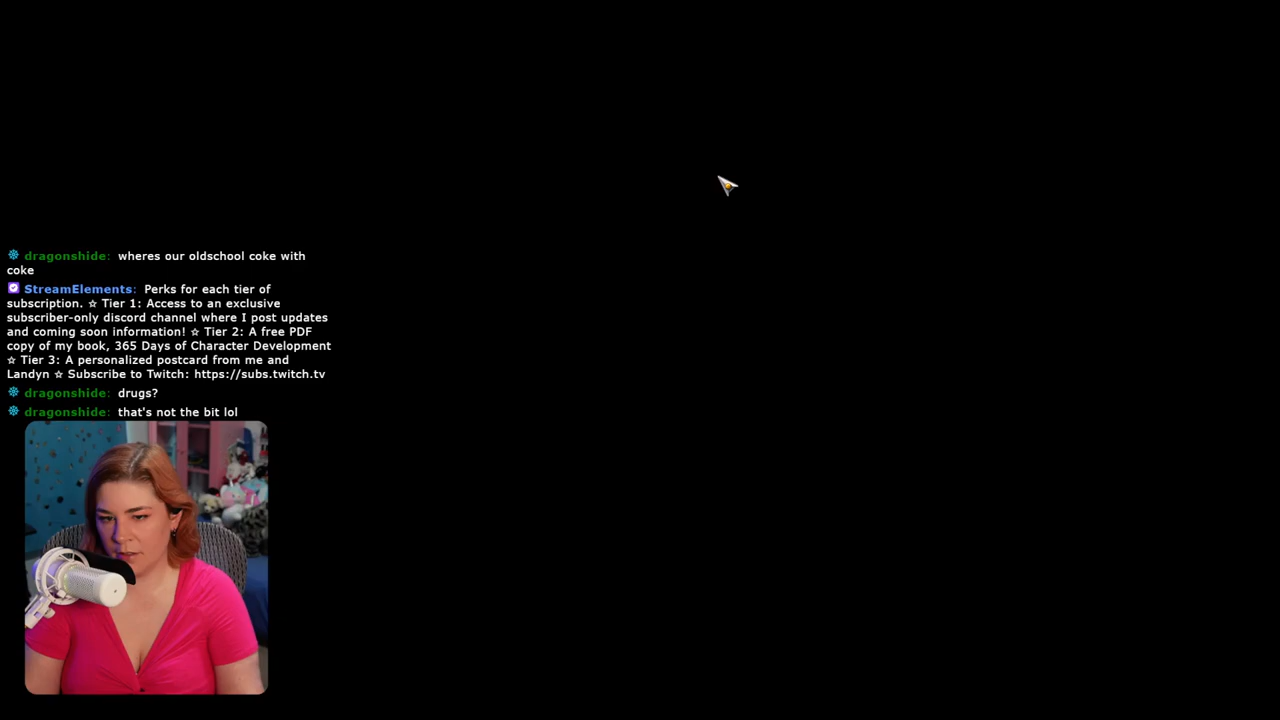 dragonshide: wheres our oldschool coke with
coke
StreamElements: Perks for each tier of
subscription. ☆ Tier 1: Access to an exclusive
subscriber-only discord channel where I post updates
and coming soon information! ☆ Tier 2: A free PDF
copy of my book, 365 Days of Character Development
☆ Tier 3: A personalized postcard from me and
Landyn ☆ Subscribe to Twitch: https://subs.twitch.tv
dragonshide: drugs?
dragonshide: that's not the bit lol